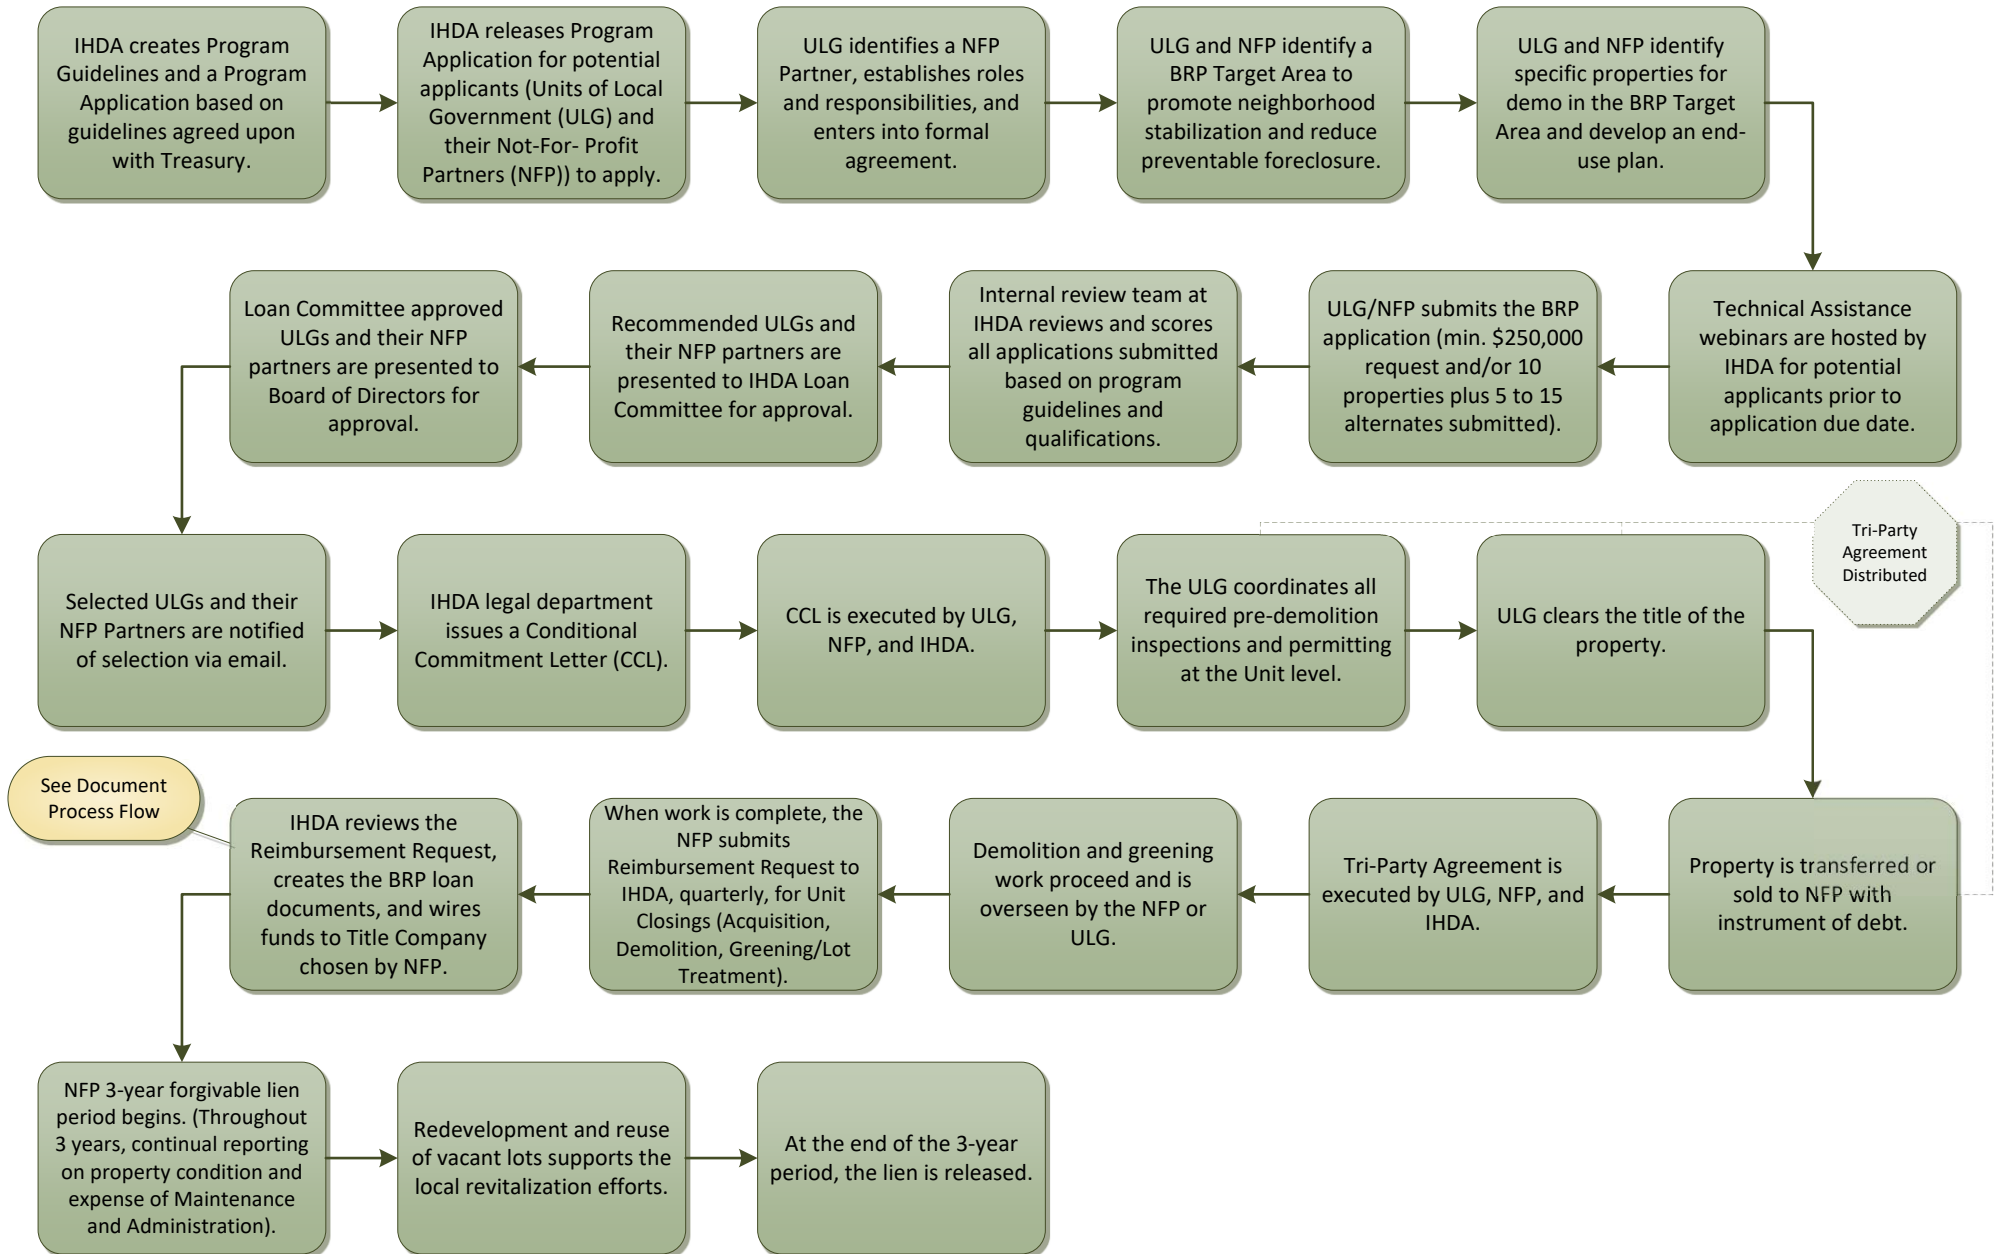 IHDA creates Program
Guidelines and a Program
Application based on
guidelines agreed upon
with Treasury.
IHDA releases Program
Application for potential
applicants (Units of Local
Government (ULG) and
their Not-For- Profit
Partners (NFP)) to apply.
ULG identifies a NFP
Partner, establishes roles
and responsibilities, and
enters into formal
agreement.
ULG and NFP identify a
BRP Target Area to
promote neighborhood
stabilization and reduce
preventable foreclosure.
ULG and NFP identify
specific properties for
demo in the BRP Target
Area and develop an end-
use plan.
Technical Assistance
webinars are hosted by
IHDA for potential
applicants prior to
application due date.
ULG/NFP submits the BRP
application (min. $250,000
request and/or 10
properties plus 5 to 15
alternates submitted).
Internal review team at
IHDA reviews and scores
all applications submitted
based on program
guidelines and
qualifications.
Recommended ULGs and
their NFP partners are
presented to IHDA Loan
Committee for approval.
Loan Committee approved
ULGs and their NFP
partners are presented to
Board of Directors for
approval.
Selected ULGs and their
NFP Partners are notified
of selection via email.
IHDA legal department
issues a Conditional
Commitment Letter (CCL).
CCL is executed by ULG,
NFP, and IHDA.
The ULG coordinates all
required pre-demolition
inspections and permitting
at the Unit level.
ULG clears the title of the
property.
Tri-Party
Agreement
Distributed
Property is transferred or
sold to NFP with
instrument of debt.
Tri-Party Agreement is
executed by ULG, NFP, and
IHDA.
Demolition and greening
work proceed and is
overseen by the NFP or
ULG.
When work is complete, the
NFP submits
Reimbursement Request to
IHDA, quarterly, for Unit
Closings (Acquisition,
Demolition, Greening/Lot
Treatment).
IHDA reviews the
Reimbursement Request,
creates the BRP loan
documents, and wires
funds to Title Company
chosen by NFP.
See Document
Process Flow
NFP 3-year forgivable lien
period begins. (Throughout
3 years, continual reporting
on property condition and
expense of Maintenance
and Administration).
Redevelopment and reuse
of vacant lots supports the
local revitalization efforts.
At the end of the 3-year
period, the lien is released.